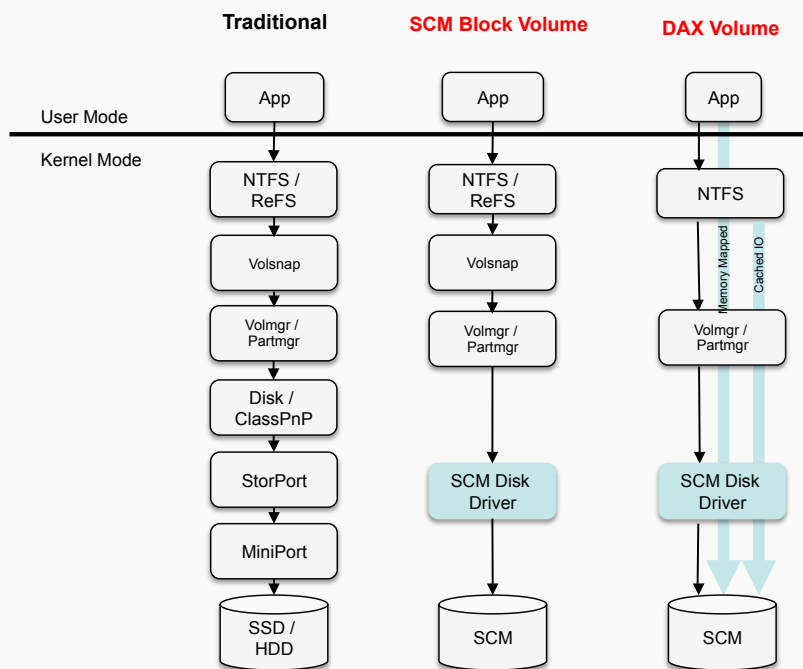 Traditional
SCM Block Volume
DAX Volume
App
App
App
User Mode
Kernel Mode
NTFS /
ReFS
NTFS /
ReFS
NTFS
Volsnap
Volsnap
Memory Mapped
Cached IO
Volmgr /
Partmgr
Volmgr /
Partmgr
Volmgr /
Partmgr
Disk /
ClassPnP
StorPort
SCM Disk
Driver
SCM Disk
Driver
MiniPort
SSD /
HDD
SCM
SCM